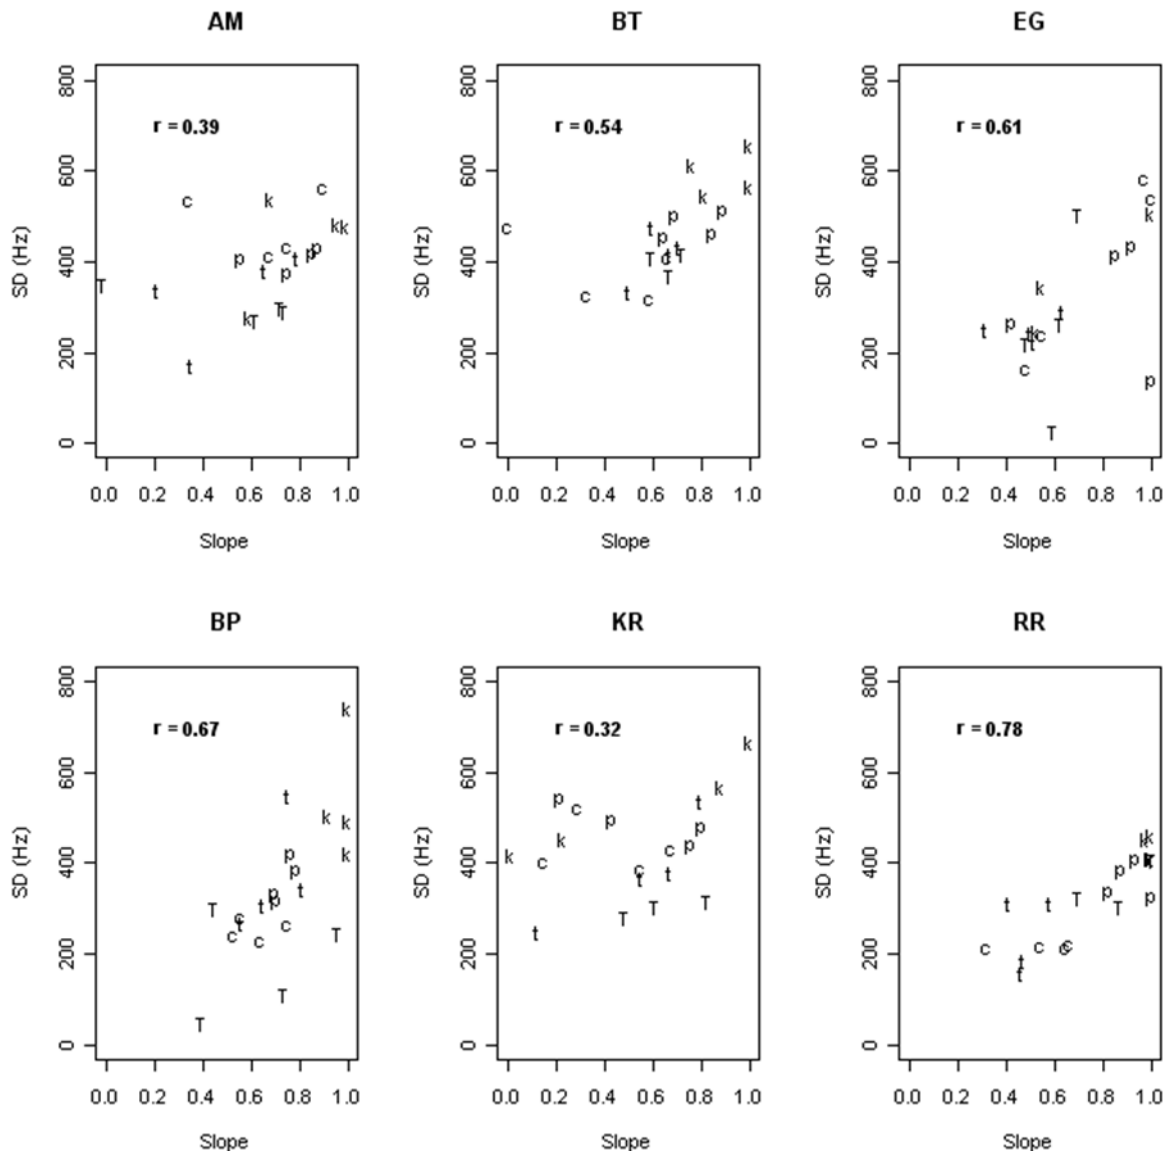 AM BT EG
800 800 800
r = 0.39 r = 0.54 r = 0.61
600 600 600
SD (Hz) SD (Hz) SD (Hz)
400 400 400
200 200 200
0 0 0
c k c k k T p t c p t k p p T t k T T T t
c k k k p p p t c T c t T p t T c t c
c c k T p p k t p T t k c t T c p T
0.0 0.2 0.4 0.6 0.8 1.0 0.0 0.2 0.4 0.6 0.8 1.0 0.0 0.2 0.4 0.6 0.8 1.0
Slope Slope Slope
BP KR RR
800 800 800
r = 0.67 r = 0.32 r = 0.78
600 600 600
SD (Hz) SD (Hz) SD (Hz)
400 400 400
200 200 200
0 0 0
k t k k p k p t p p t T c t c c T c T T
k k p c t p p k p c k c c t t T T T t
k k p k p p p t t T T c c c c t t
0.0 0.2 0.4 0.6 0.8 1.0 0.0 0.2 0.4 0.6 0.8 1.0 0.0 0.2 0.4 0.6 0.8 1.0
Slope Slope Slope